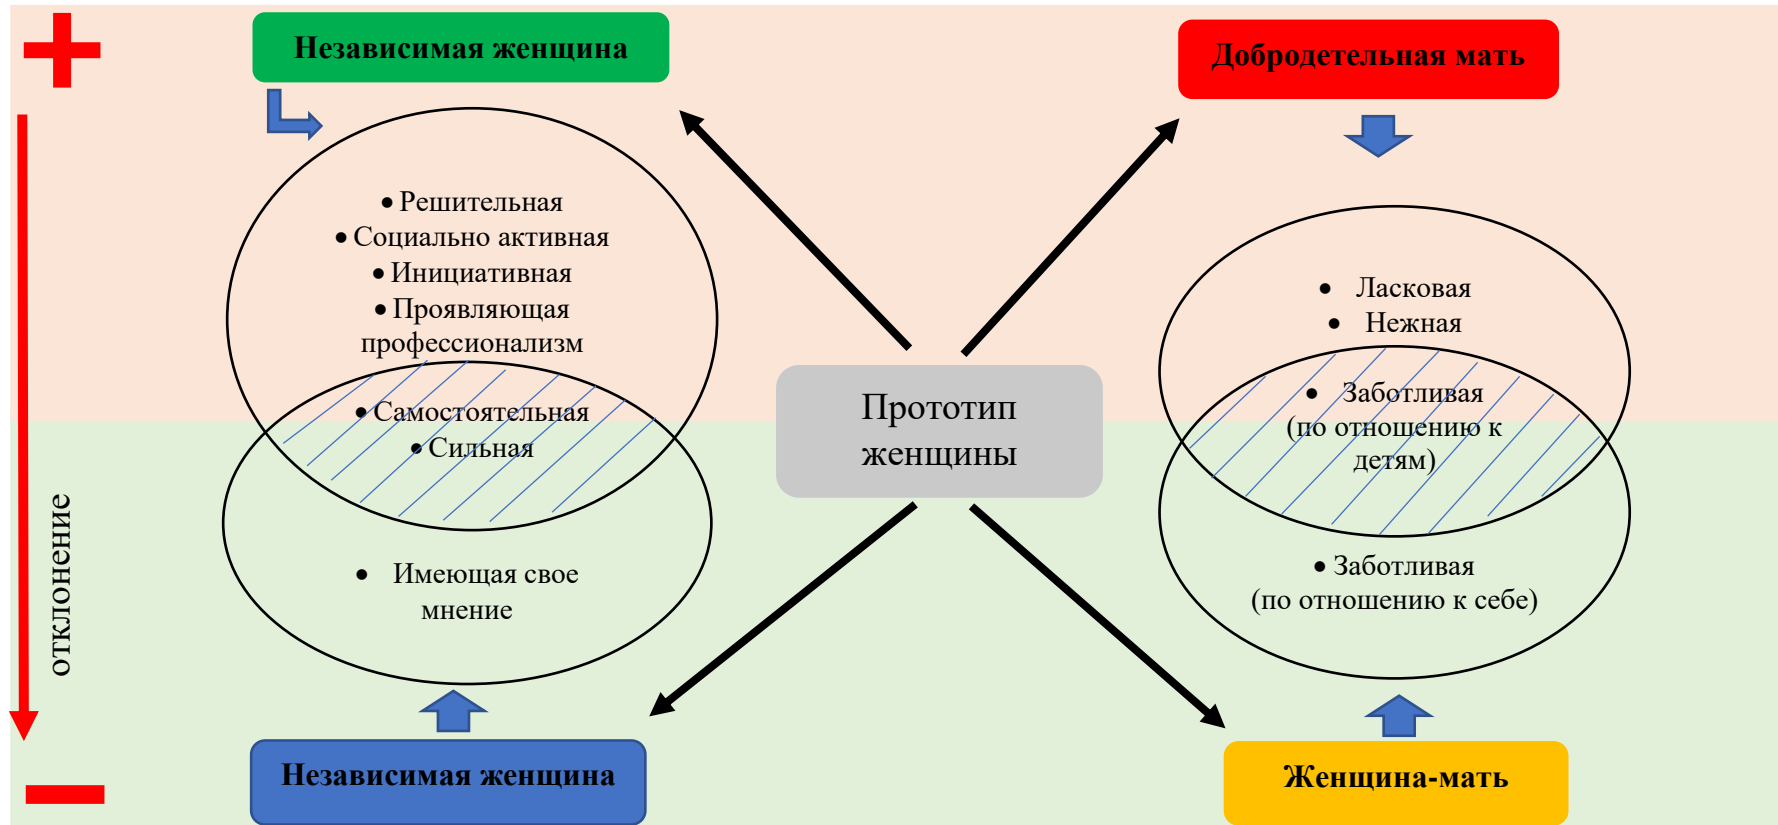 Независимая женщина
Добродетельная мать
• Решительная
• Социально активная
• Инициативная
• Проявляющая
профессионализм
• Самостоятельная
• Сильная
• Имеющая свое
мнение
Прототип
женщины
• Ласковая
• Нежная
• Заботливая
(по отношению к
детям)
• Заботливая
(по отношению к себе)
отклонение
Независимая женщина
Женщина-мать